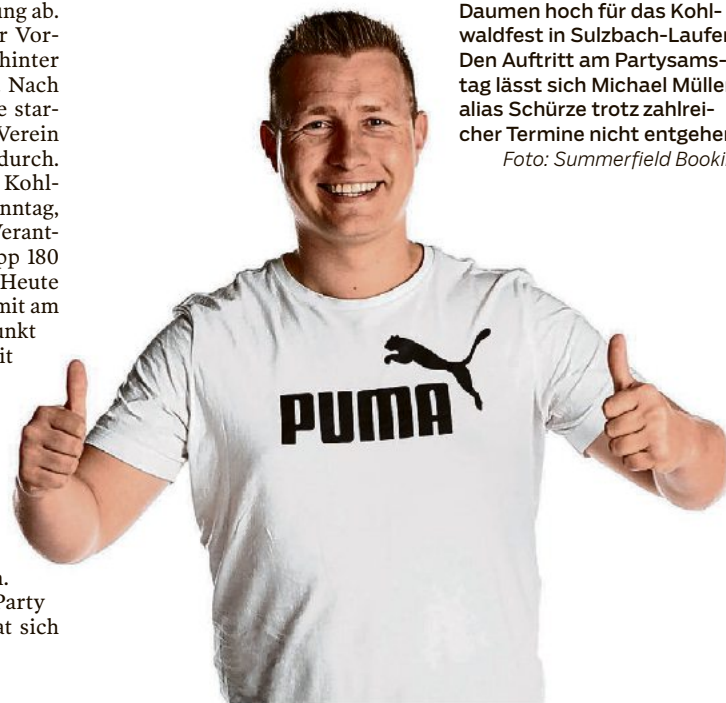 ung ab.
r Vor-
hinter
Nach
e star-
Verein
durch.
Kohl-
nntag,
Verant-
pp 180
Heute
mit am
unkt
it
n.
Party
at sich
Daumen hoch für das Kohl-
waldfest in Sulzbach-Laufen
Den Auftritt am Partysams-
tag lässt sich Michael Müller
alias Schürze trotz zahlrei-
cher Termine nicht entgehen
Foto: Summerfield Booki
PUMA